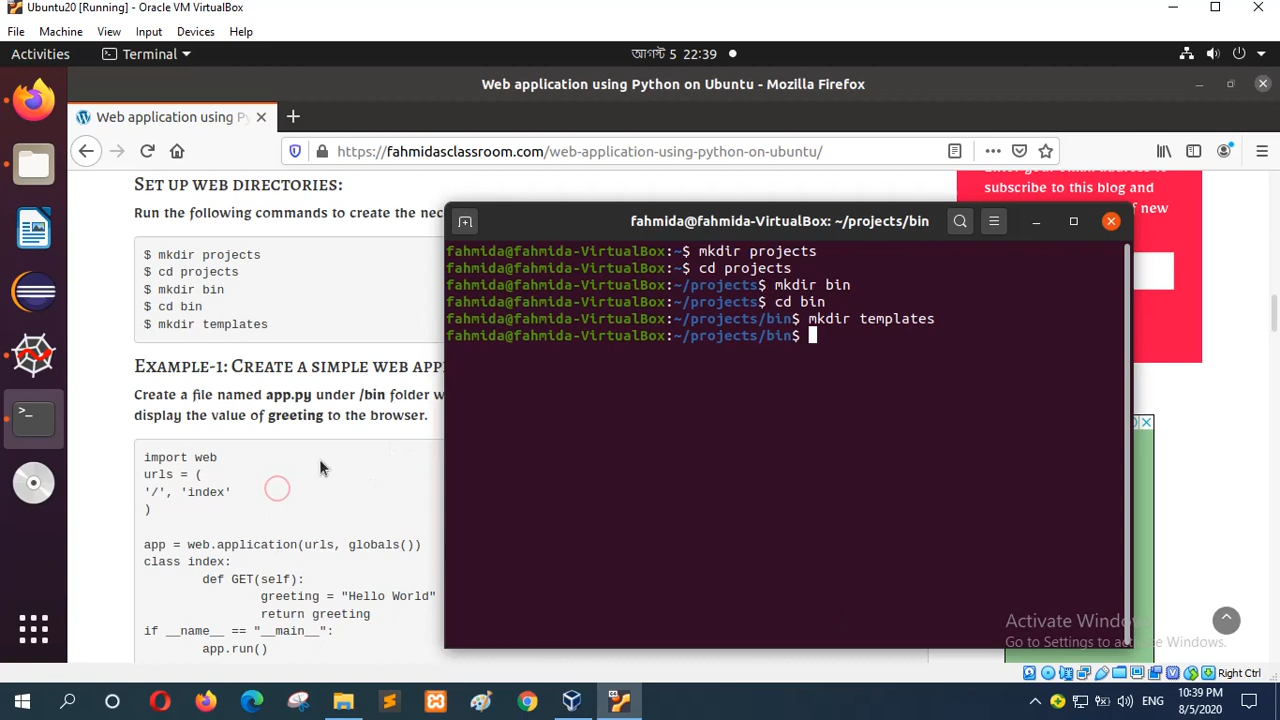 Ubuntu20 [Running] - Oracle VM VirtualBox
File Machine View Input Devices Help
Activities Terminal আগস্ট 5 22:39
Web application using Python on Ubuntu - Mozilla Firefox
Web application using Py
https://fahmidasclassroom.com/web-application-using-python-on-ubuntu/
SET UP WEB DIRECTORIES:
Run the following commands to create the nec
$ mkdir projects
$ cd projects
$ mkdir bin
$ cd bin
$ mkdir templates
EXAMPLE-1: CREATE A SIMPLE WEB APP
Create a file named app.py under /bin folder w
display the value of greeting to the browser.
import web
urls = (
'/', 'index'
)
app = web.application(urls, globals())
class index:
def GET(self):
greeting = "Hello World"
return greeting
if __name__ == "__main__":
app.run()
subscribe to this blog and
of new
fahmida@fahmida-VirtualBox: ~/projects/bin
fahmida@fahmida-VirtualBox:~$ mkdir projects
fahmida@fahmida-VirtualBox:~$ cd projects
fahmida@fahmida-VirtualBox:~/projects$ mkdir bin
fahmida@fahmida-VirtualBox:~/projects$ cd bin
fahmida@fahmida-VirtualBox:~/projects/bin$ mkdir templates
fahmida@fahmida-VirtualBox:~/projects/bin$
Activate Windows
Go to Settings to activate Windows.
Right Ctrl
ENG
10:39 PM
8/5/2020